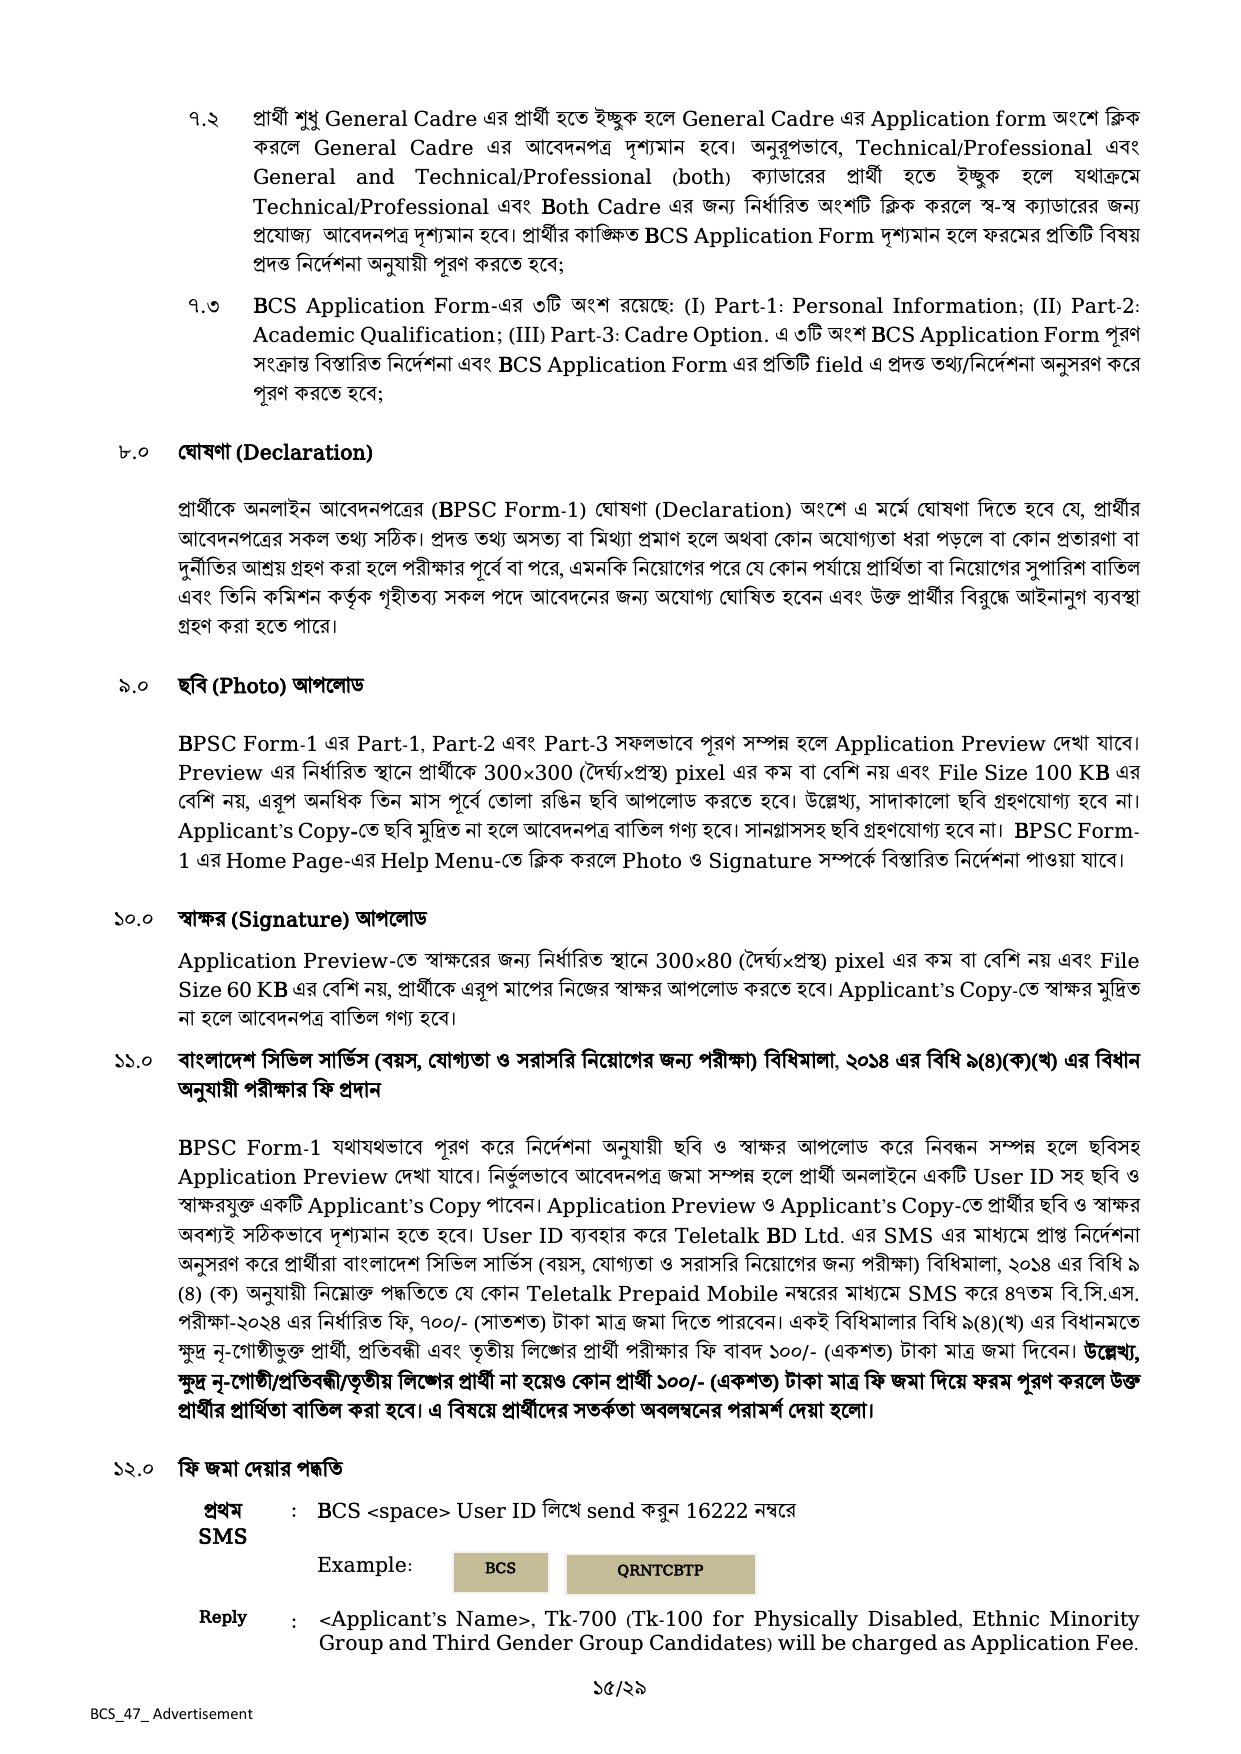 ৭.২ প্রার্থী শুধু General Cadre এর প্রার্থী হতে ইচ্ছুক হলে General Cadre এর Application form অংশে ক্লিক
করলে General Cadre এর আবেদনপত্র দৃশ্যমান হবে। অনুরূপভাবে, Technical/Professional এবং
General and Technical/Professional (both) ক্যাডারের প্রার্থী হতে ইচ্ছুক হলে যথাক্রমে
Technical/Professional এবং Both Cadre এর জন্য নির্ধারিত অংশটি ক্লিক করলে স্ব-স্ব ক্যাডারের জন্য
প্রযোজ্য আবেদনপত্র দৃশ্যমান হবে। প্রার্থীর কাঙ্ক্ষিত BCS Application Form দৃশ্যমান হলে ফরমের প্রতিটি বিষয়
প্রদত্ত নির্দেশনা অনুযায়ী পূরণ করতে হবে;
৭.৩ BCS Application Form-এর ৩টি অংশ রয়েছে: (I) Part-1: Personal Information; (II) Part-2:
Academic Qualification; (III) Part-3: Cadre Option. এ ৩টি অংশ BCS Application Form পূরণ
সংক্রান্ত বিস্তারিত নির্দেশনা এবং BCS Application Form এর প্রতিটি field এ প্রদত্ত তথ্য/নির্দেশনা অনুসরণ করে
পূরণ করতে হবে;
৮.০ ঘোষণা (Declaration)
প্রার্থীকে অনলাইন আবেদনপত্রের (BPSC Form-1) ঘোষণা (Declaration) অংশে এ মর্মে ঘোষণা দিতে হবে যে, প্রার্থীর
আবেদনপত্রের সকল তথ্য সঠিক। প্রদত্ত তথ্য অসত্য বা মিথ্যা প্রমাণ হলে অথবা কোন অযোগ্যতা ধরা পড়লে বা কোন প্রতারণা বা
দুর্নীতির আশ্রয় গ্রহণ করা হলে পরীক্ষার পূর্বে বা পরে, এমনকি নিয়োগের পরে যে কোন পর্যায়ে প্রার্থিতা বা নিয়োগের সুপারিশ বাতিল
এবং তিনি কমিশন কর্তৃক গৃহীতব্য সকল পদে আবেদনের জন্য অযোগ্য ঘোষিত হবেন এবং উক্ত প্রার্থীর বিরুদ্ধে আইনানুগ ব্যবস্থা
গ্রহণ করা হতে পারে।
৯.০ ছবি (Photo) আপলোড
BPSC Form-1 এর Part-1, Part-2 এবং Part-3 সফলভাবে পূরণ সম্পন্ন হলে Application Preview দেখা যাবে।
Preview এর নির্ধারিত স্থানে প্রার্থীকে 300×300 (দৈর্ঘ্য×প্রস্থ) pixel এর কম বা বেশি নয় এবং File Size 100 KB এর
বেশি নয়, এরূপ অনধিক তিন মাস পূর্বে তোলা রঙিন ছবি আপলোড করতে হবে। উল্লেখ্য, সাদাকালো ছবি গ্রহণযোগ্য হবে না।
Applicant's Copy-তে ছবি মুদ্রিত না হলে আবেদনপত্র বাতিল গণ্য হবে। সানগ্লাসসহ ছবি গ্রহণযোগ্য হবে না। BPSC Form-
1 এর Home Page-এর Help Menu-তে ক্লিক করলে Photo ও Signature সম্পর্কে বিস্তারিত নির্দেশনা পাওয়া যাবে।
১০.০ স্বাক্ষর (Signature) আপলোড
Application Preview-তে স্বাক্ষরের জন্য নির্ধারিত স্থানে 300×80 (দৈর্ঘ্য×প্রস্থ) pixel এর কম বা বেশি নয় এবং File
Size 60 KB এর বেশি নয়, প্রার্থীকে এরূপ মাপের নিজের স্বাক্ষর আপলোড করতে হবে। Applicant's Copy-তে স্বাক্ষর মুদ্রিত
না হলে আবেদনপত্র বাতিল গণ্য হবে।
১১.০ বাংলাদেশ সিভিল সার্ভিস (বয়স, যোগ্যতা ও সরাসরি নিয়োগের জন্য পরীক্ষা) বিধিমালা, ২০১৪ এর বিধি ৯(৪)(ক)(খ) এর বিধান
অনুযায়ী পরীক্ষার ফি প্রদান
BPSC Form-1 যথাযথভাবে পূরণ করে নির্দেশনা অনুযায়ী ছবি ও স্বাক্ষর আপলোড করে নিবন্ধন সম্পন্ন হলে ছবিসহ
Application Preview দেখা যাবে। নির্ভুলভাবে আবেদনপত্র জমা সম্পন্ন হলে প্রার্থী অনলাইনে একটি User ID সহ ছবি ও
স্বাক্ষরযুক্ত একটি Applicant's Copy পাবেন। Application Preview ও Applicant's Copy-তে প্রার্থীর ছবি ও স্বাক্ষর
অবশ্যই সঠিকভাবে দৃশ্যমান হতে হবে। User ID ব্যবহার করে Teletalk BD Ltd. এর SMS এর মাধ্যমে প্রাপ্ত নির্দেশনা
অনুসরণ করে প্রার্থীরা বাংলাদেশ সিভিল সার্ভিস (বয়স, যোগ্যতা ও সরাসরি নিয়োগের জন্য পরীক্ষা) বিধিমালা, ২০১৪ এর বিধি ৯
(৪) (ক) অনুযায়ী নিম্নোক্ত পদ্ধতিতে যে কোন Teletalk Prepaid Mobile নম্বরের মাধ্যমে SMS করে ৪৭তম বি.সি.এস.
পরীক্ষা-২০২৪ এর নির্ধারিত ফি, ৭০০/- (সাতশত) টাকা মাত্র জমা দিতে পারবেন। একই বিধিমালার বিধি ৯(৪)(খ) এর বিধানমতে
ক্ষুদ্র নৃ-গোষ্ঠীভুক্ত প্রার্থী, প্রতিবন্ধী এবং তৃতীয় লিঙ্গের প্রার্থী পরীক্ষার ফি বাবদ ১০০/- (একশত) টাকা মাত্র জমা দিবেন। উল্লেখ্য,
ক্ষুদ্র নৃ-গোষ্ঠী/প্রতিবন্ধী/তৃতীয় লিঙ্গের প্রার্থী না হয়েও কোন প্রার্থী ১০০/- (একশত) টাকা মাত্র ফি জমা দিয়ে ফরম পূরণ করলে উক্ত
প্রার্থীর প্রার্থিতা বাতিল করা হবে। এ বিষয়ে প্রার্থীদের সতর্কতা অবলম্বনের পরামর্শ দেয়া হলো।
১২.০ ফি জমা দেয়ার পদ্ধতি
প্রথম : BCS <space> User ID লিখে send করুন 16222 নম্বরে
SMS
Example: BCS QRNTCBTP
Reply : <Applicant's Name>, Tk-700 (Tk-100 for Physically Disabled, Ethnic Minority
Group and Third Gender Group Candidates) will be charged as Application Fee.
১৫/২৯
BCS_47_ Advertisement